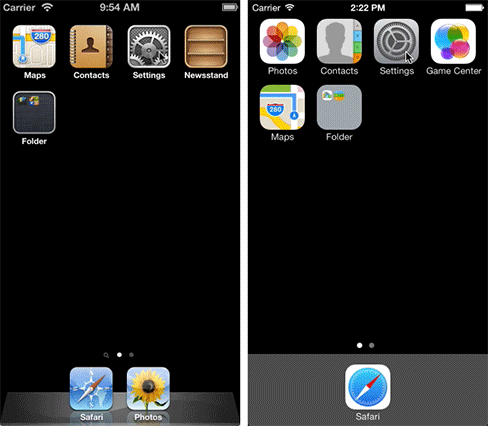 Carrier 9:54 AM
280
Maps Contacts Settings Newsstand
Folder
Safari Photos
Carrier 2:22 PM
Photos Contacts Settings Game Center
280
Maps Folder
Safari